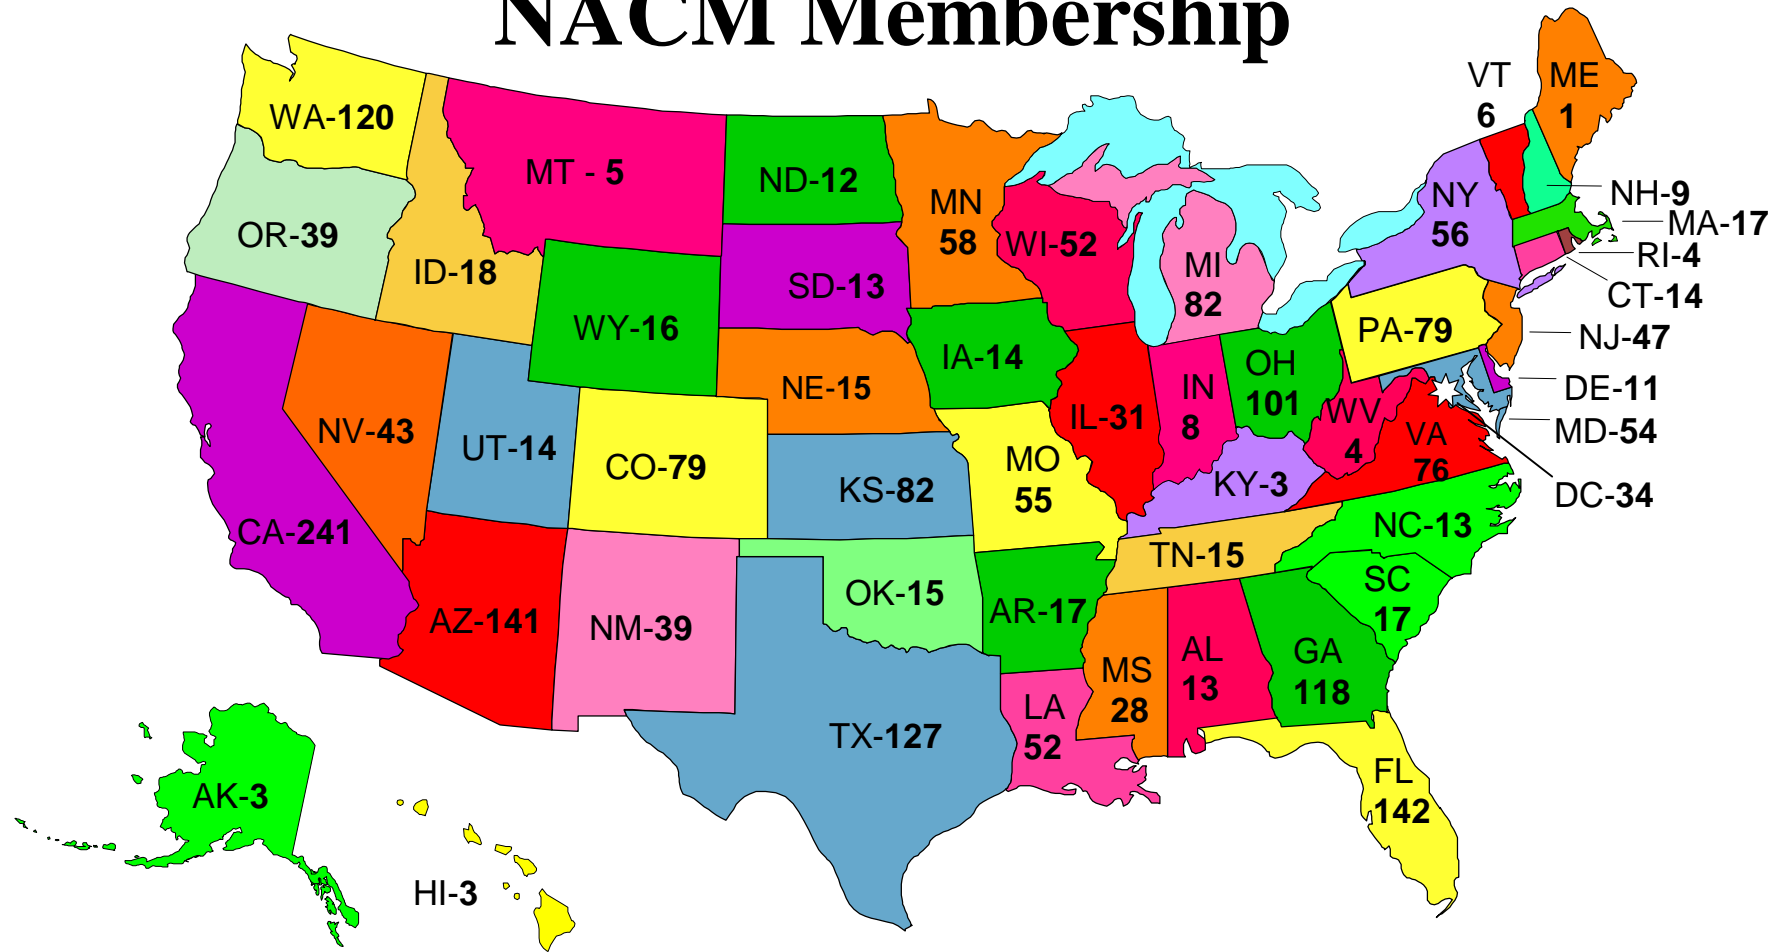 NACM Membership
WA-120
MT - 5
ND-12
MN
58
VT
6
ME
1
OR-39
ID-18
SD-13
WI-52
MI
82
NY
56
NH-9
MA-17
RI-4
CT-14
WY-16
IA-14
PA-79
NJ-47
NE-15
IN
8
OH
101
DE-11
NV-43
UT-14
CO-79
KS-82
MO
55
IL-31
WV
4
VA
76
MD-54
KY-3
DC-34
CA-241
AZ-141
NM-39
OK-15
AR-17
TN-15
NC-13
SC
17
TX-127
LA
52
MS
28
AL
13
GA
118
FL
142
AK-3
HI-3